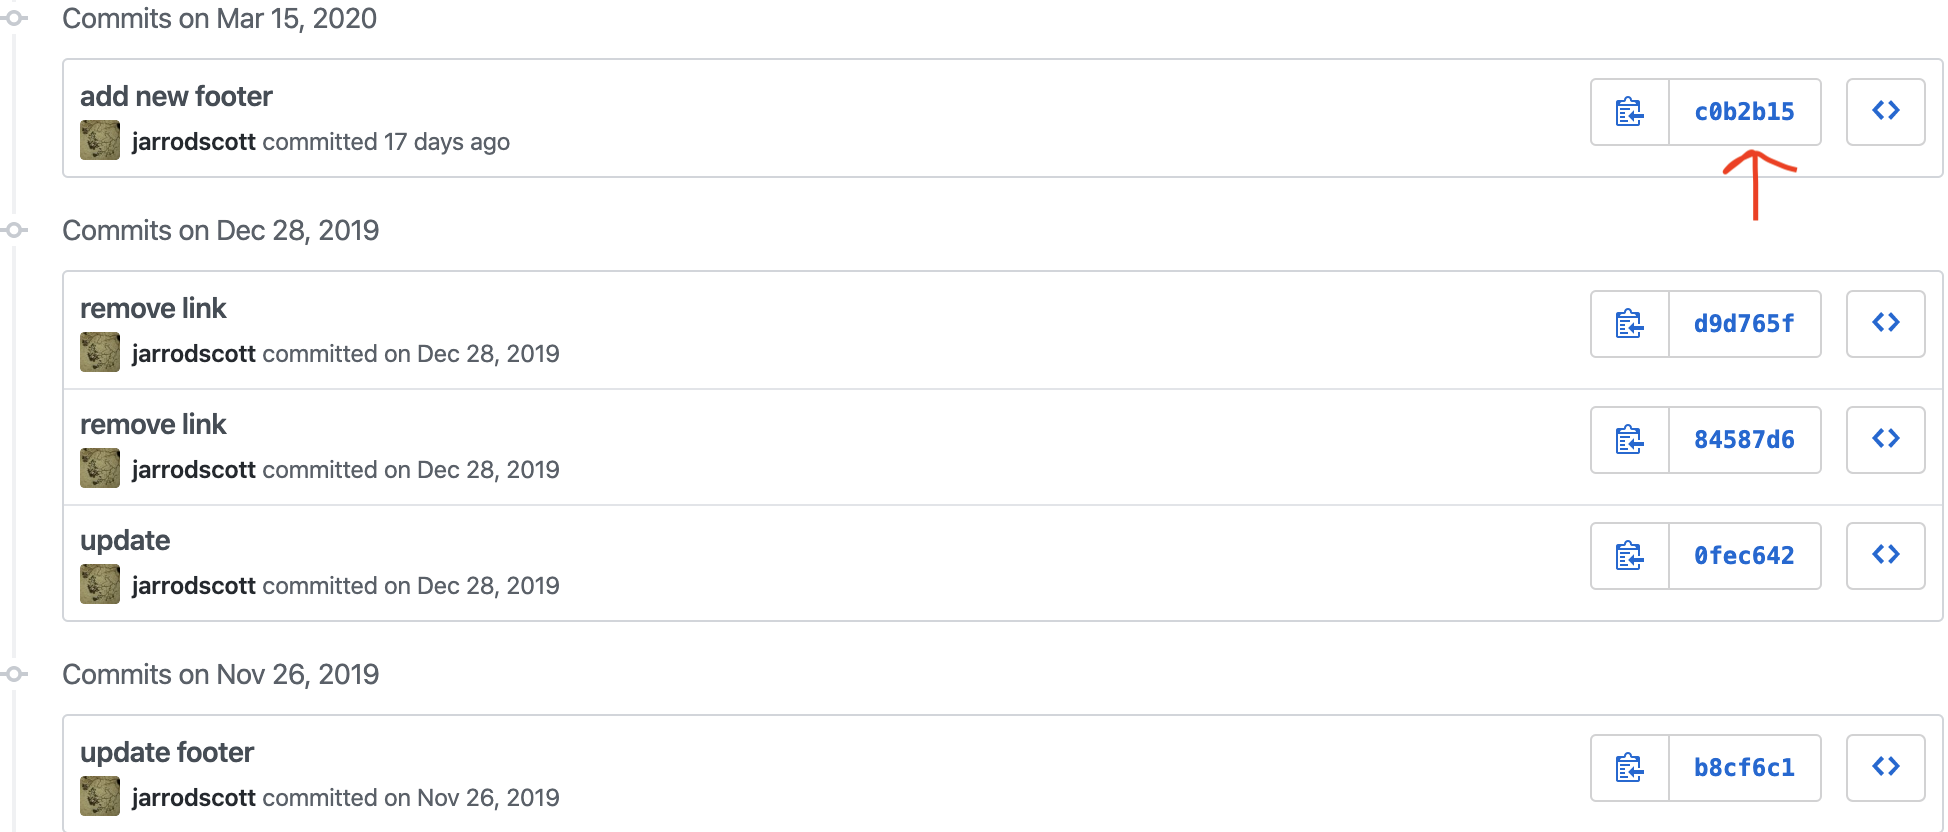 Commits on Mar 15, 2020
add new footer
c0b2b15
jarrodscott committed 17 days ago
Commits on Dec 28, 2019
remove link
d9d765f
jarrodscott committed on Dec 28, 2019
remove link
84587d6
jarrodscott committed on Dec 28, 2019
update
0fec642
jarrodscott committed on Dec 28, 2019
Commits on Nov 26, 2019
update footer
b8cf6c1
jarrodscott committed on Nov 26, 2019